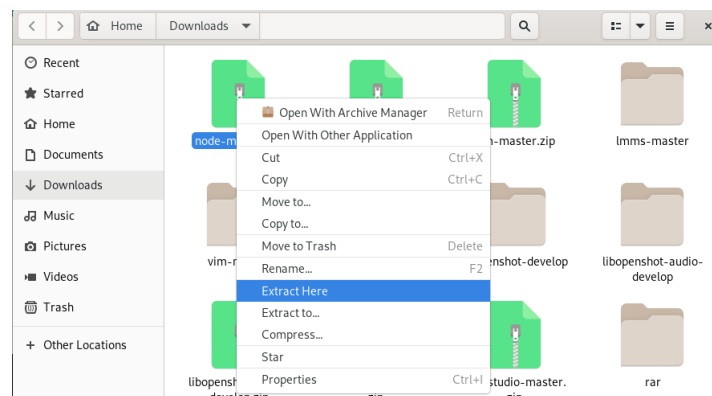 Home
Downloads
Recent
Starred
Home
Documents
Downloads
Music
Pictures
Videos
Trash
+ Other Locations
node-m
n-master.zip
lmms-master
vim-r
nshot-develop
libopenshot-audio-
develop
libopensh
studio-master.
rar
Open With Archive Manager Return
Open With Other Application
Cut Ctrl+X
Copy Ctrl+C
Move to...
Copy to...
Move to Trash Delete
Rename... F2
Extract Here
Extract to...
Compress...
Star
Properties Ctrl+I